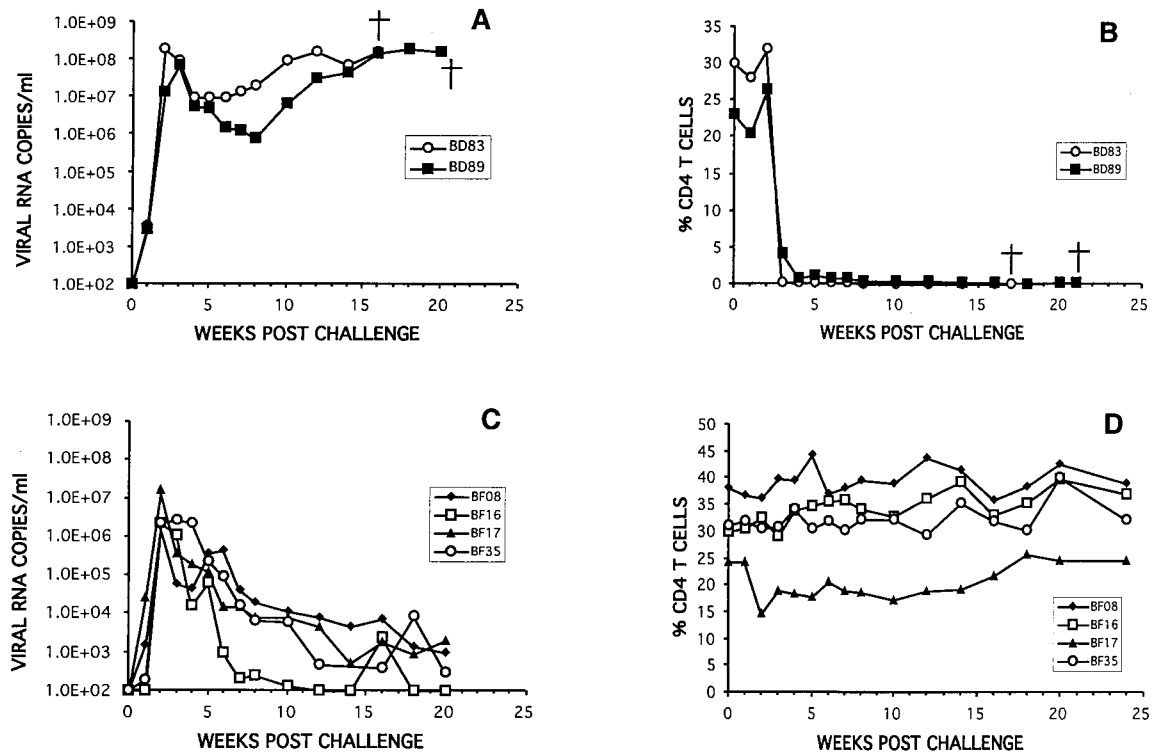 A
VIRAL RNA COPIES/ml
1.0E+09
1.0E+08
1.0E+07
1.0E+06
1.0E+05
1.0E+04
1.0E+03
1.0E+02
0 5 10 15 20 25
WEEKS POST CHALLENGE
BD83
BD89
B
% CD4 T CELLS
35
30
25
20
15
10
5
0
0 5 10 15 20 25
WEEKS POST CHALLENGE
BD83
BD89
C
VIRAL RNA COPIES/ml
1.0E+09
1.0E+08
1.0E+07
1.0E+06
1.0E+05
1.0E+04
1.0E+03
1.0E+02
0 5 10 15 20 25
WEEKS POST CHALLENGE
BF08
BF16
BF17
BF35
D
% CD4 T CELLS
50
45
40
35
30
25
20
15
10
5
0
0 5 10 15 20 25
WEEKS POST CHALLENGE
BF08
BF16
BF17
BF35